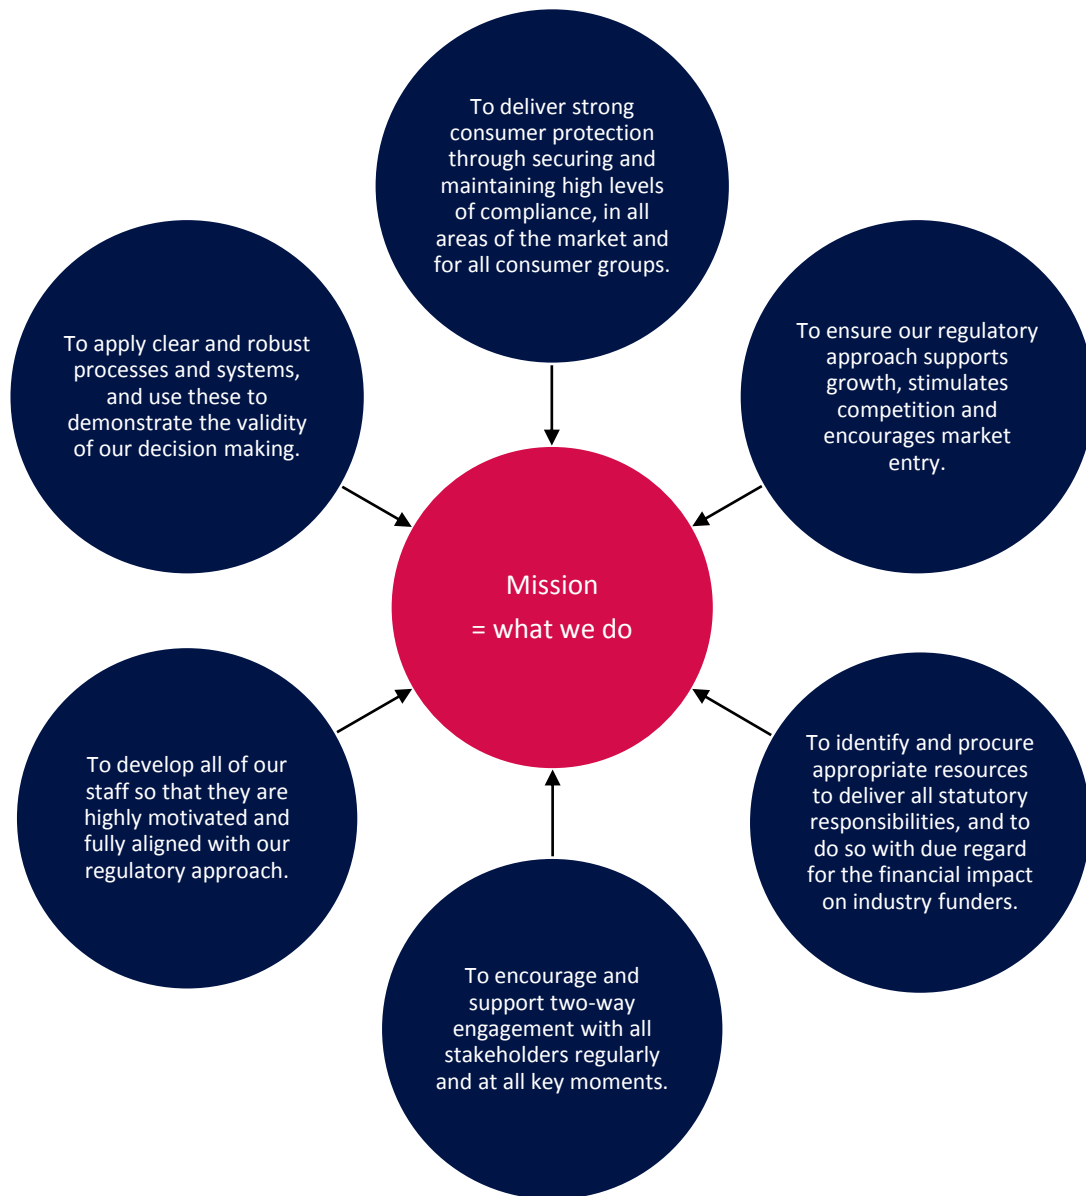 To deliver strong
consumer protection
through securing and
maintaining high levels
of compliance, in all
areas of the market and
for all consumer groups.
To ensure our regulatory
approach supports
growth, stimulates
competition and
encourages market
entry.
To identify and procure
appropriate resources
to deliver all statutory
responsibilities, and to
do so with due regard
for the financial impact
on industry funders.
To encourage and
support two-way
engagement with all
stakeholders regularly
and at all key moments.
To develop all of our
staff so that they are
highly motivated and
fully aligned with our
regulatory approach.
To apply clear and robust
processes and systems,
and use these to
demonstrate the validity
of our decision making.
Mission
= what we do